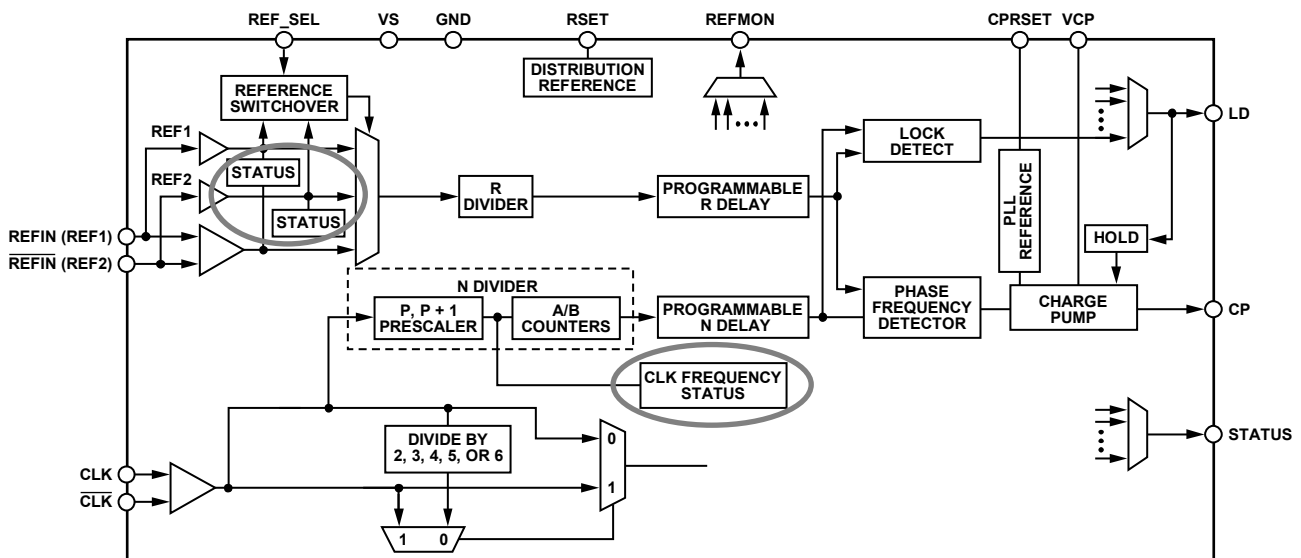 REF_SEL
VS
GND
RSET
REFMON
CPRSET
VCP
REFERENCE
SWITCHOVER
DISTRIBUTION
REFERENCE
REF1
STATUS
REF2
STATUS
R
DIVIDER
PROGRAMMABLE
R DELAY
LOCK
DETECT
LD
PLL
REFERENCE
HOLD
REFIN (REF1)
REFIN (REF2)
N DIVIDER
P, P + 1
PRESCALER
A/B
COUNTERS
PROGRAMMABLE
N DELAY
PHASE
FREQUENCY
DETECTOR
CHARGE
PUMP
CP
CLK FREQUENCY
STATUS
DIVIDE BY
2, 3, 4, 5, OR 6
0
1
STATUS
CLK
CLK
1 0